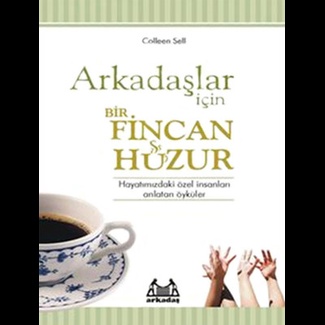 Colleen Sell
Arkadaşlar
için
BİR
FİNCAN
HUZUR
Hayatımızdaki özel insanları
anlatan öyküler
arkadaş